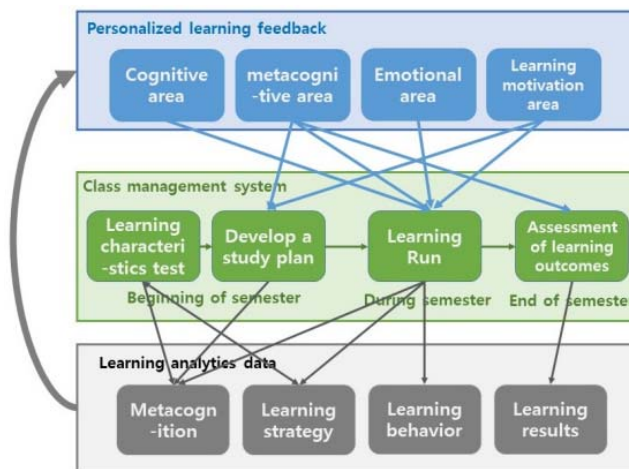 Personalized learning feedback
Cognitive
area
metacogni
-tive area
Emotional
area
Learning
motivation
area
Class management system
Learning
characteri
-stics test
Develop a
study plan
Learning
Run
Assessment
of learning
outcomes
Beginning of semester
During semester
End of semester
Learning analytics data
Metacogn
-ition
Learning
strategy
Learning
behavior
Learning
results